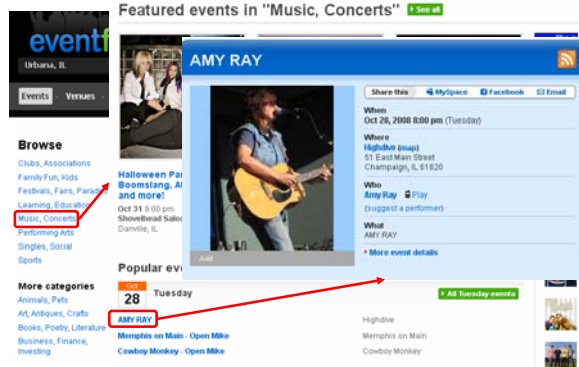 Featured events in "Music, Concerts"
See all
eventf
Urbana, IL
Events
Venues
AMY RAY
Share this
MySpace
Facebook
Email
When
Oct 28, 2008 8:00 pm (Tuesday)
Where
Highdive (map)
51 East Main Street
Champaign, IL 61820
Who
Amy Ray Play
(suggest a performer)
What
AMY RAY
More event details
Add
Browse
Clubs, Associations
Family Fun, Kids
Festivals, Fairs, Parade
Learning, Education
Music, Concerts
Performing Arts
Singles, Social
Sports
More categories
Animals, Pets
Art, Antiques, Crafts
Books, Poetry, Literature
Business, Finance,
Investing
Halloween Par
Boomslang, A
and more!
Oct 31 9:00 pm
Shovelhead Saloo
Danville, IL
Popular eve
Oct
28
Tuesday
All Tuesday events
AMY RAY
Highdive
Memphis on Main - Open Mike
Memphis on Main
Cowboy Monkey - Open Mike
Cowboy Monkey